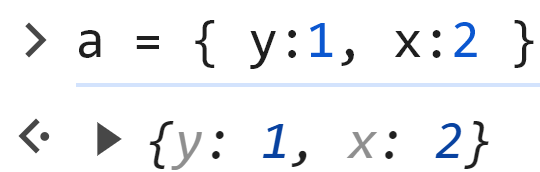 > a = { y:1, x:2 }
<· ▶ {y: 1, x: 2}